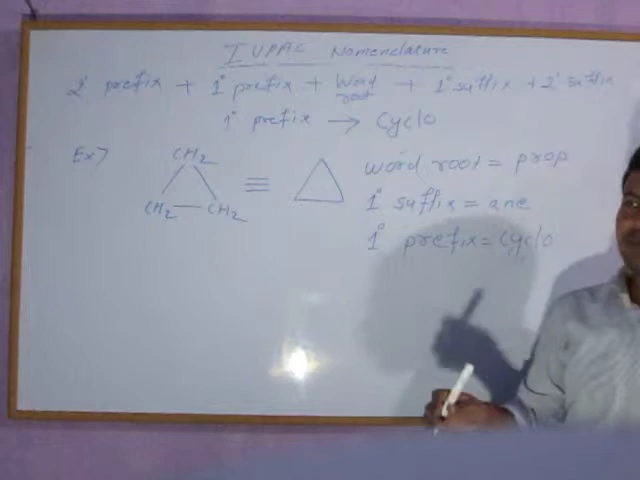 IUPAC Nomenclature
2° prefix + 1° prefix + Word root + 1° suffix + 2° suffix
1° prefix → Cyclo
Ex>
CH2
CH2 — CH2
≡
word root = prop
1° suffix = ane
1° prefix = Cyclo